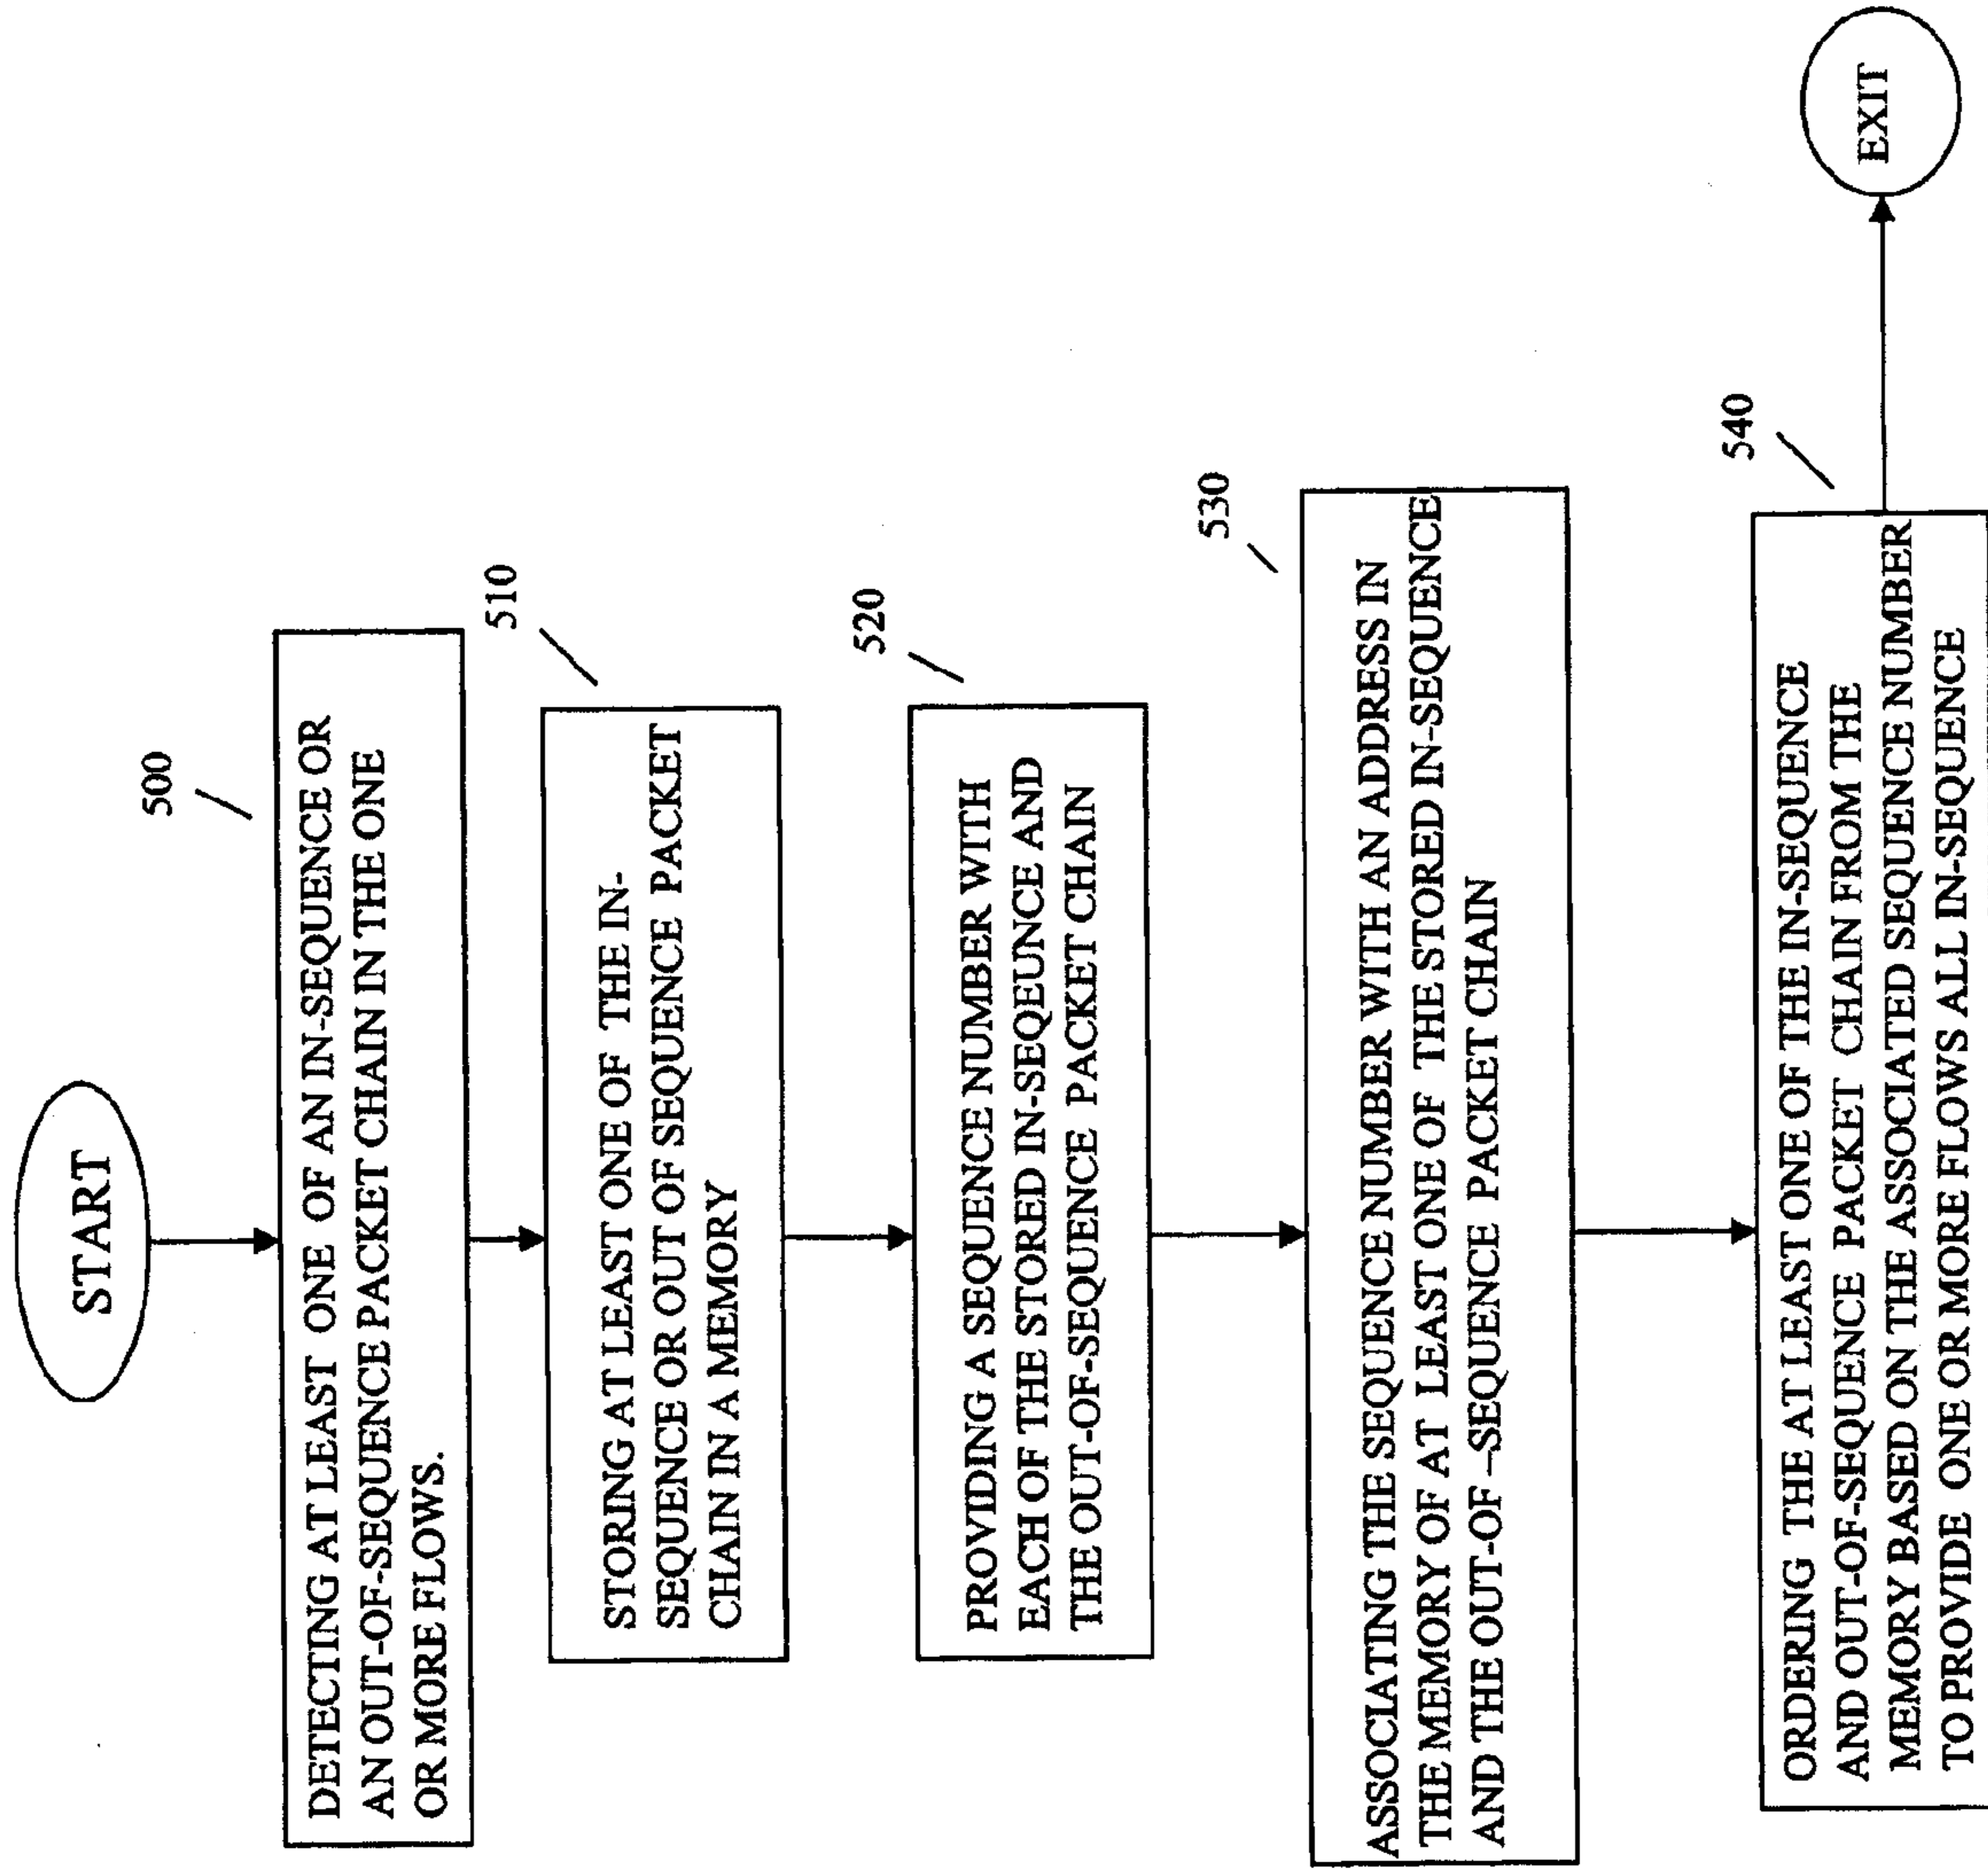 START
500
DETECTING AT LEAST ONE OF AN IN-SEQUENCE OR
AN OUT-OF-SEQUENCE PACKET CHAIN IN THE ONE
OR MORE FLOWS.
510
STORING AT LEAST ONE OF THE IN-
SEQUENCE OR OUT OF SEQUENCE PACKET
CHAIN IN A MEMORY
520
PROVIDING A SEQUENCE NUMBER WITH
EACH OF THE STORED IN-SEQEUNCE AND
THE OUT-OF-SEQUENCE PACKET CHAIN
530
ASSOCIATING THE SEQUENCE NUMBER WITH AN ADDRESS IN
THE MEMORY OF AT LEAST ONE OF THE STORED IN-SEQUENCE
AND THE OUT-OF –SEQUENCE PACKET CHAIN
540
ORDERING THE AT LEAST ONE OF THE IN-SEQUENCE
AND OUT-OF-SEQUENCE PACKET CHAIN FROM THE
MEMORY BASED ON THE ASSOCIATED SEQUENCE NUMBER
TO PROVIDE ONE OR MORE FLOWS ALL IN-SEQUENCE
EXIT